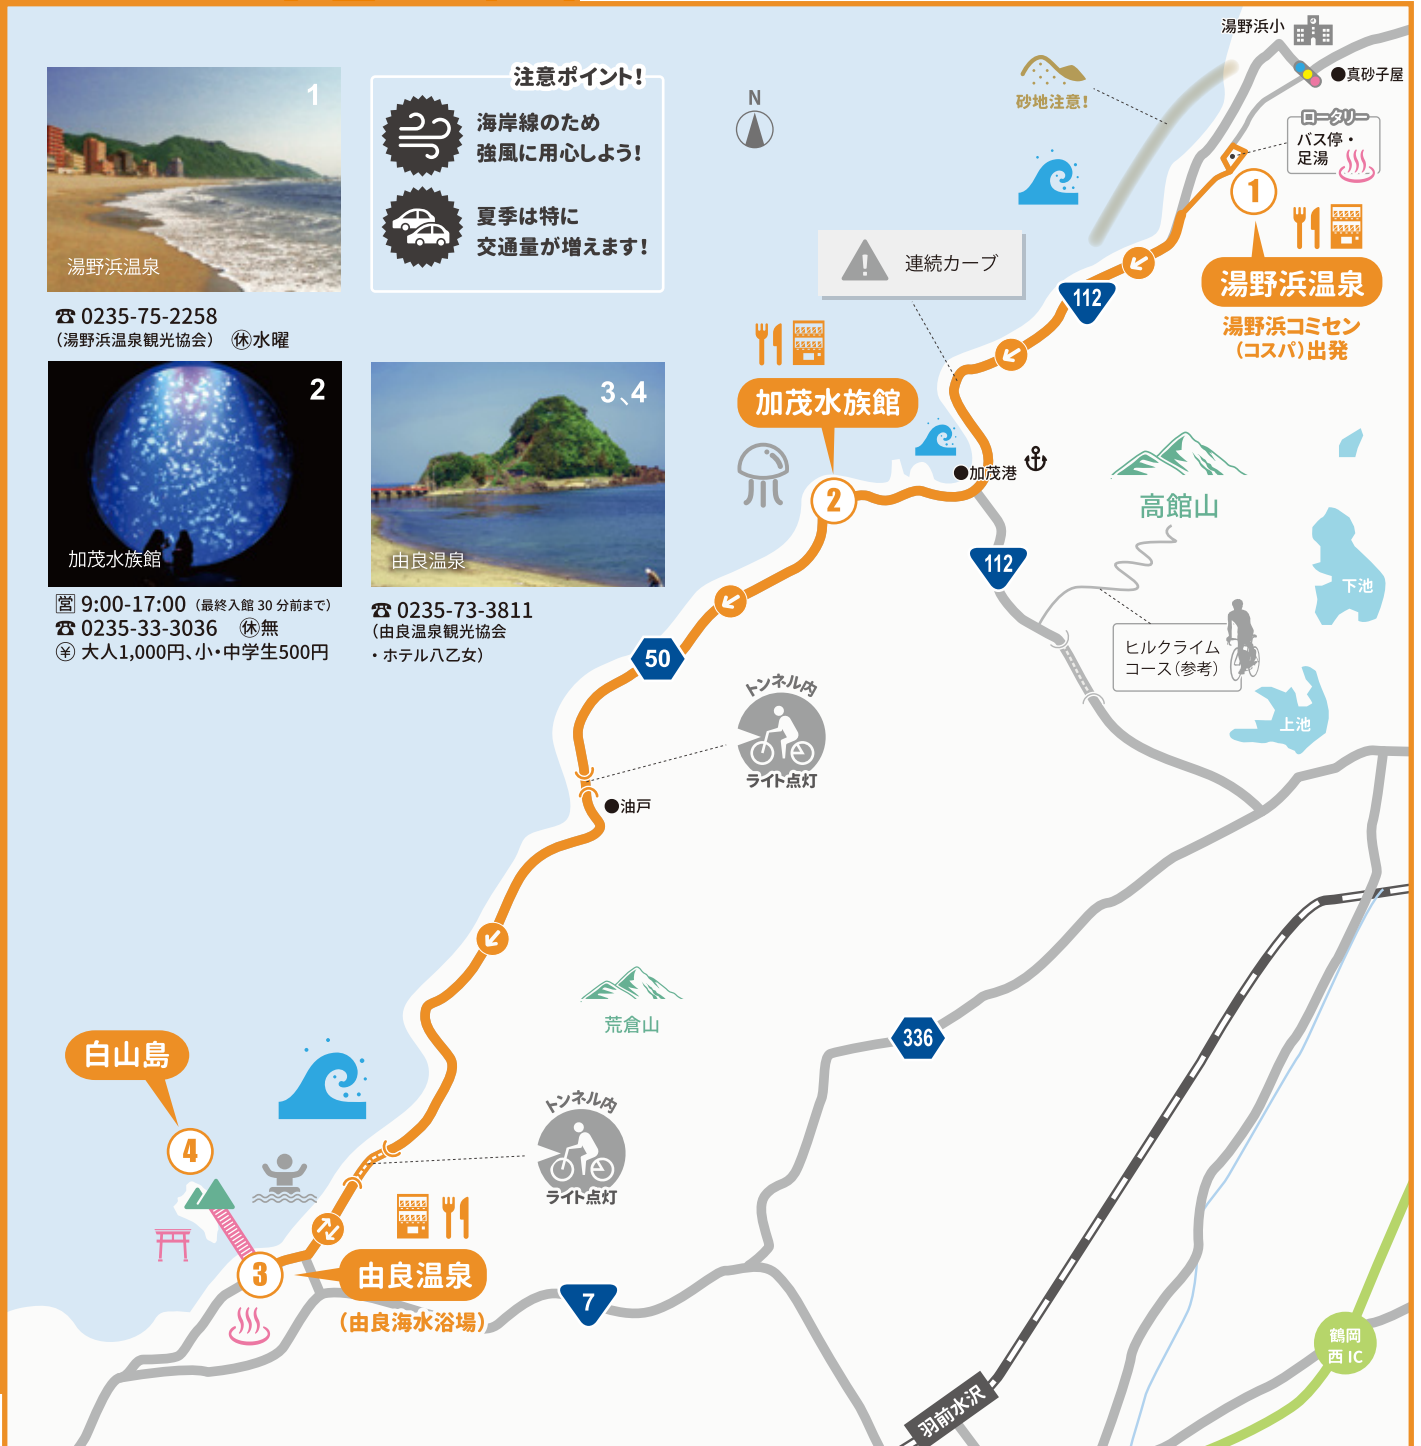 1
湯野浜温泉
☎ 0235-75-2258
（湯野浜温泉観光協会） ㊡水曜
注意ポイント！
海岸線のため
強風に用心しよう！
夏季は特に
交通量が増えます！
2
加茂水族館
営 9:00-17:00（最終入館 30 分前まで）
☎ 0235-33-3036 ㊡無
¥ 大人1,000円、小・中学生500円
3、4
由良温泉
☎ 0235-73-3811
（由良温泉観光協会
・ホテル八乙女）
N
砂地注意！
湯野浜小
●真砂子屋
ロータリー
バス停・
足湯
1
湯野浜温泉
湯野浜コミセン
（コスパ）出発
連続カーブ
112
加茂水族館
2
●加茂港
112
高館山
下池
上池
ヒルクライム
コース（参考）
50
トンネル内
ライト点灯
●油戸
荒倉山
336
白山島
4
トンネル内
ライト点灯
3
由良温泉
（由良海水浴場）
7
鶴岡
西 IC
羽前水沢